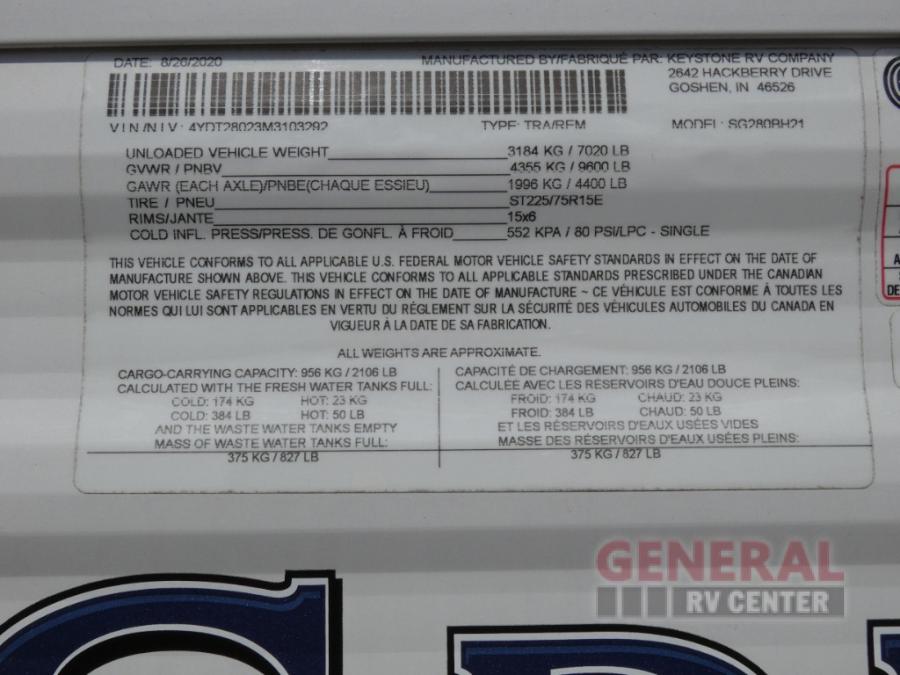 DATE: 8/26/2020
MANUFACTURED BY/FABRIQUÉ PAR: KEYSTONE RV COMPANY
2642 HACKBERRY DRIVE
GOSHEN, IN 46526
V I N /N I V : 4YDT28023M3103292 TYPE: TRA/REM MODEL: SG280BH21
UNLOADED VEHICLE WEIGHT 3184 KG / 7020 LB
GVWR / PNBV 4355 KG / 9600 LB
GAWR (EACH AXLE)/PNBE(CHAQUE ESSIEU) 1996 KG / 4400 LB
TIRE / PNEU ST225/75R15E
RIMS/JANTE 15x6
COLD INFL. PRESS/PRESS. DE GONFL. À FROID 552 KPA / 80 PSI/LPC - SINGLE
THIS VEHICLE CONFORMS TO ALL APPLICABLE U.S. FEDERAL MOTOR VEHICLE SAFETY STANDARDS IN EFFECT ON THE DATE OF
MANUFACTURE SHOWN ABOVE. THIS VEHICLE CONFORMS TO ALL APPLICABLE STANDARDS PRESCRIBED UNDER THE CANADIAN
MOTOR VEHICLE SAFETY REGULATIONS IN EFFECT ON THE DATE OF MANUFACTURE ~ CE VÉHICULE EST CONFORME À TOUTES LES
NORMES QUI LUI SONT APPLICABLES EN VERTU DU RÉGLEMENT SUR LA SÉCURITÉ DES VÉHICULES AUTOMOBILES DU CANADA EN
VIGUEUR À LA DATE DE SA FABRICATION.
ALL WEIGHTS ARE APPROXIMATE.
CARGO-CARRYING CAPACITY: 956 KG / 2106 LB
CALCULATED WITH THE FRESH WATER TANKS FULL:
COLD: 174 KG HOT: 23 KG
COLD: 384 LB HOT: 50 LB
AND THE WASTE WATER TANKS EMPTY
MASS OF WASTE WATER TANKS FULL:
375 KG / 827 LB
CAPACITÉ DE CHARGEMENT: 956 KG / 2106 LB
CALCULÉE AVEC LES RÉSERVOIRS D'EAU DOUCE PLEINS:
FROID: 174 KG CHAUD: 23 KG
FROID: 384 LB CHAUD: 50 LB
ET LES RÉSERVOIRS D'EAUX USÉES VIDES
MASSE DES RÉSERVOIRS D'EAUX USÉES PLEINS:
375 KG / 827 LB
GENERAL
RV CENTER